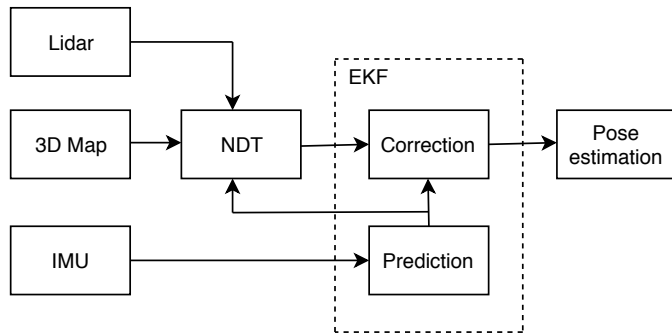 Lidar
EKF
3D Map
NDT
Correction
Pose
estimation
IMU
Prediction